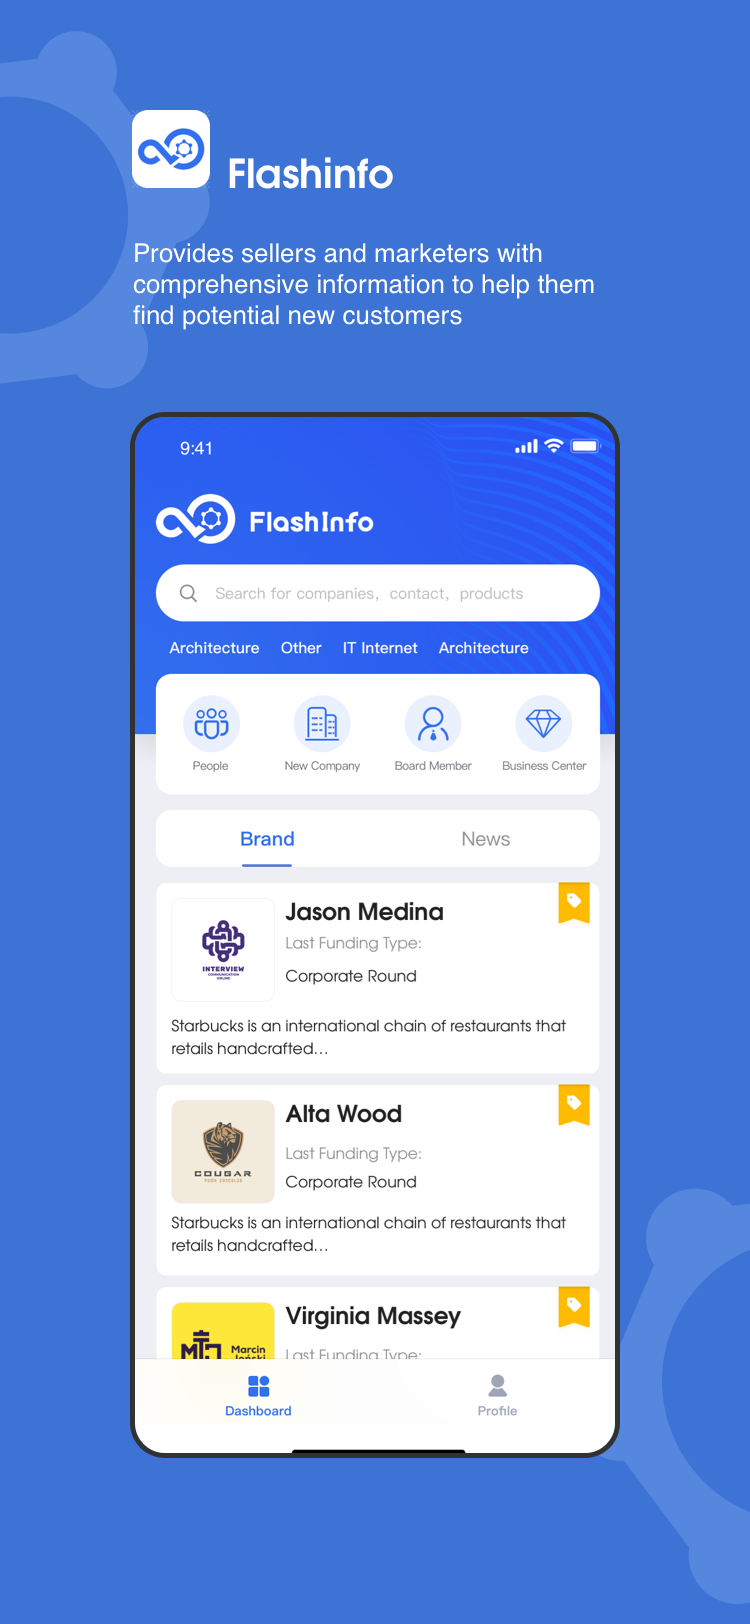 Flashinfo
Provides sellers and marketers with
comprehensive information to help them
find potential new customers
9:41
FlashInfo
Search for companies, contact, products
Architecture Other IT Internet Architecture
People New Company Board Member Business Center
Brand News
Jason Medina
Last Funding Type:
Corporate Round
INTERVIEW
COMMUNICATION
ONLINE
Starbucks is an international chain of restaurants that
retails handcrafted...
Alta Wood
Last Funding Type:
Corporate Round
COUGAR
Starbucks is an international chain of restaurants that
retails handcrafted...
Virginia Massey
Last Funding Type:
Marcin
Dashboard Profile